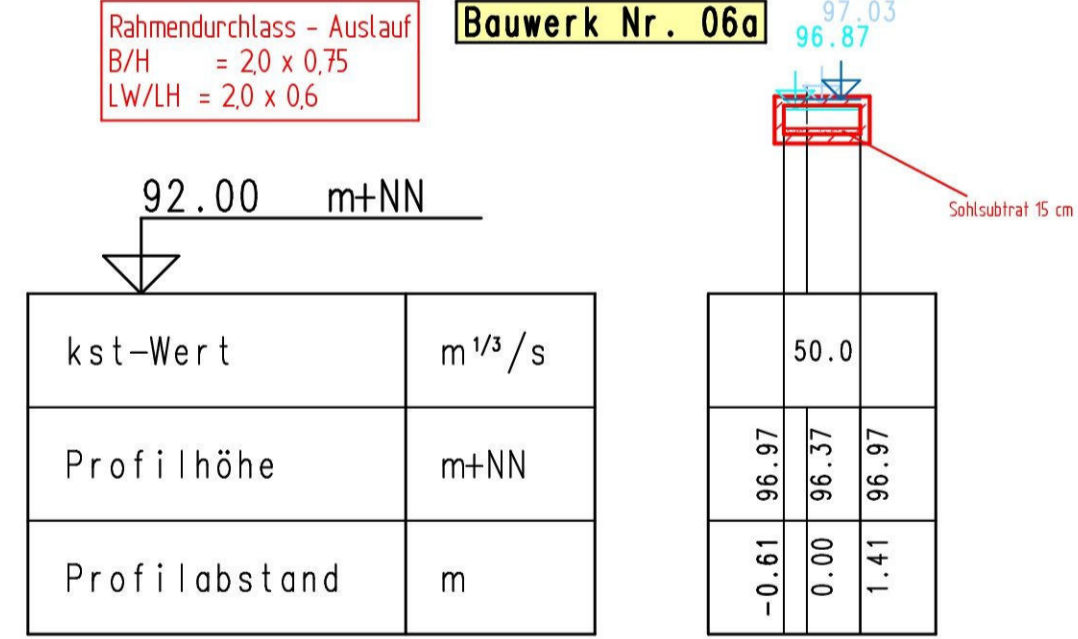 Rahmendurchlass - Auslauf
B/H = 2,0 x 0,75
LW/LH = 2,0 x 0,6
Bauwerk Nr. 06a
97.03
96.87
92.00 m+NN
Sohlsubtrat 15 cm
kst-Wert m^1/3/s 50.0
Profilhöhe m+NN 96.97 96.37 96.97
Profilabstand m -0.61 0.00 1.41